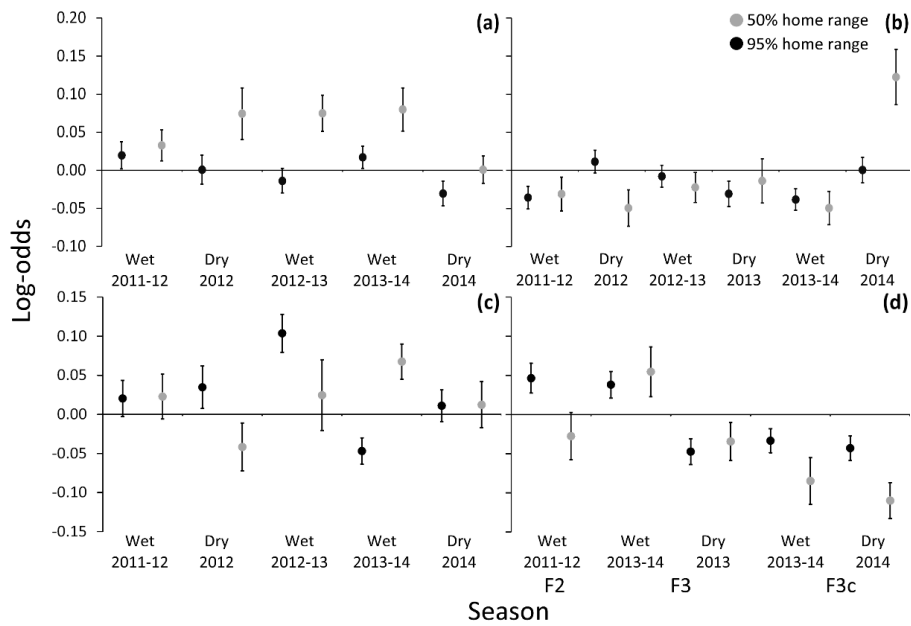 0.20
0.15
0.10
0.05
0.00
-0.05
-0.10
(a)
(b)
50% home range
95% home range
Wet Dry Wet Wet Dry
2011-12 2012 2012-13 2013-14 2014
Wet Dry Wet Dry Wet Dry
2011-12 2012 2012-13 2013 2013-14 2014
Log-odds
0.15
0.10
0.05
0.00
-0.05
-0.10
-0.15
(c)
(d)
Wet Dry Wet Wet Dry
2011-12 2012 2012-13 2013-14 2014
Wet Wet Dry Wet Dry
2011-12 2013-14 2013 2013-14 2014
F2 F3 F3c
Season